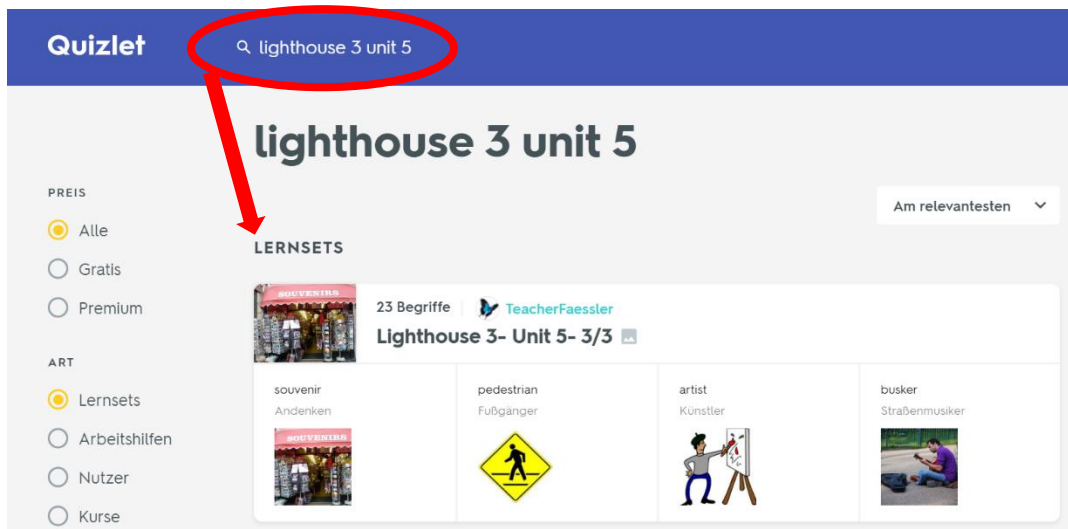 Quizlet
lighthouse 3 unit 5
lighthouse 3 unit 5
PREIS
Alle
Gratis
Premium
ART
Lernsets
Arbeitshilfen
Nutzer
Kurse
Am relevantesten
LERNSETS
SOUVENIRS
23 Begriffe
TeacherFaessler
Lighthouse 3- Unit 5- 3/3
souvenir
Andenken
SOUVENIRS
pedestrian
Fußgänger
artist
Künstler
busker
Straßenmusiker